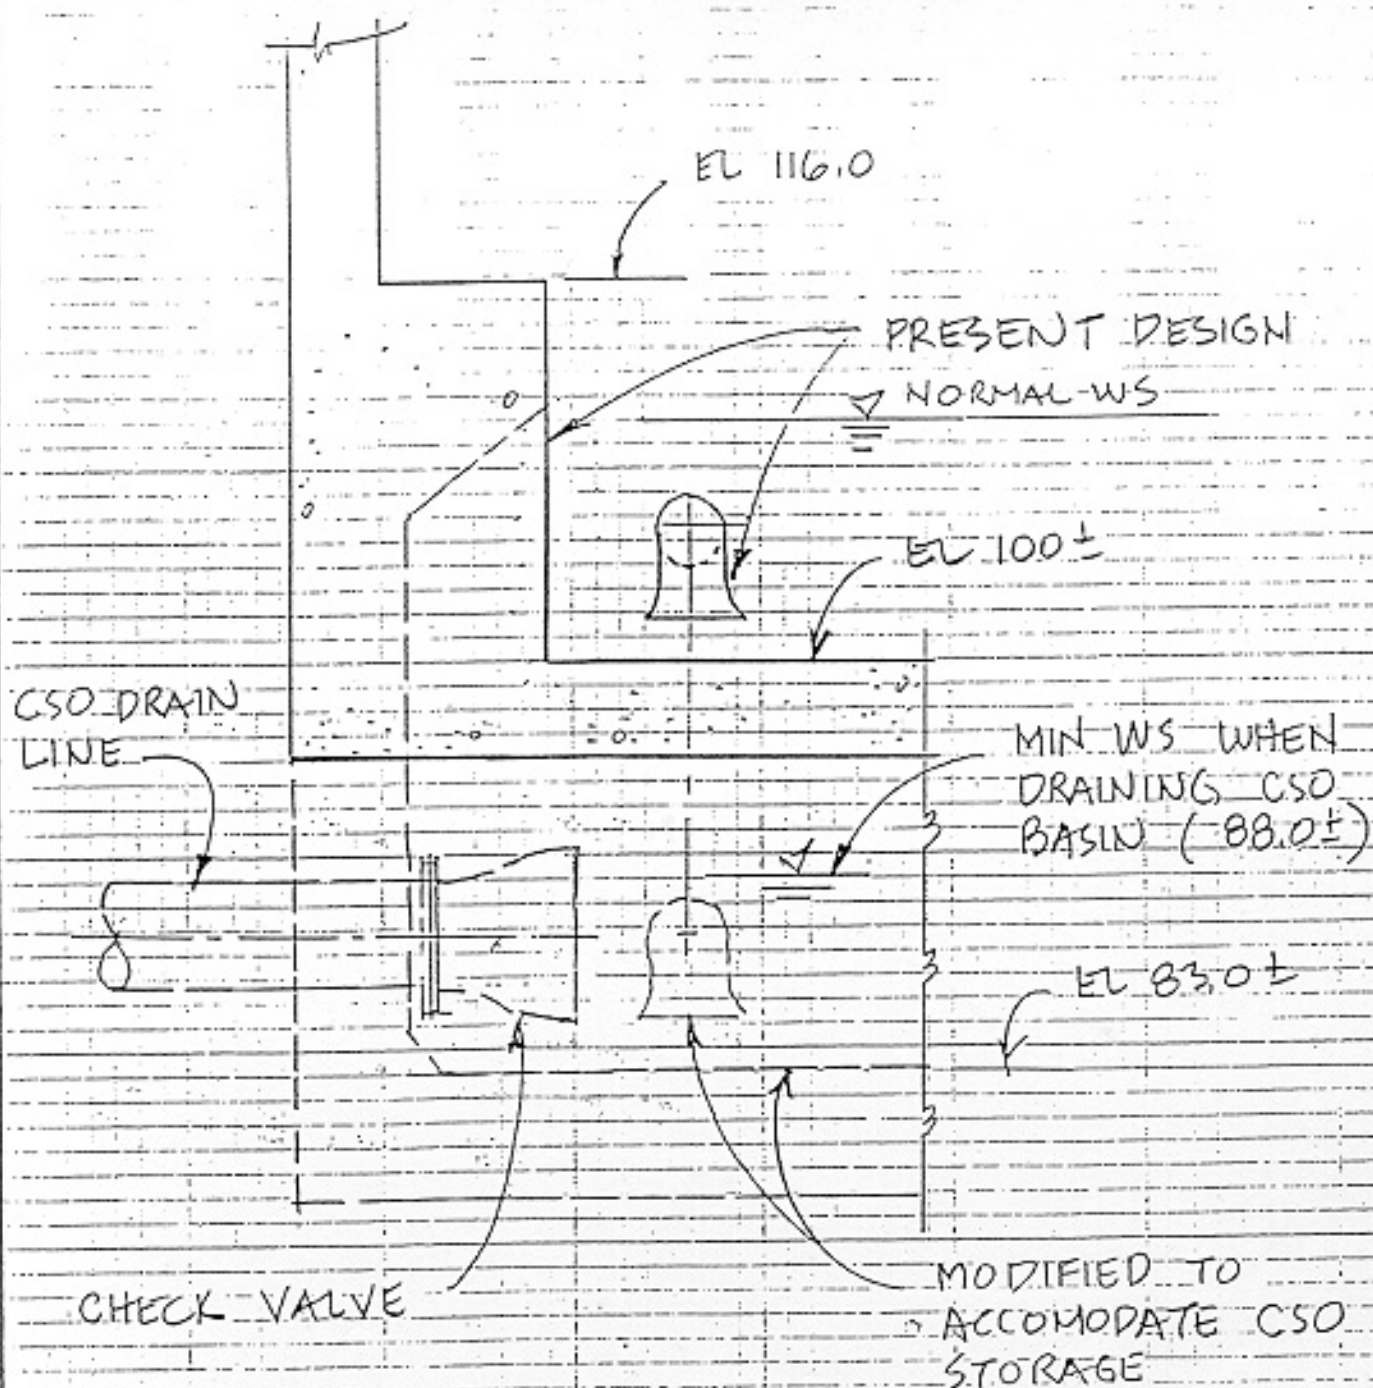 EL 116.0
PRESENT DESIGN
NORMAL WS
EL 100±
CSO DRAIN
LINE
MIN WS WHEN
DRAINING CSO
BASIN (88.0±)
EL 83.0±
CHECK VALVE
MODIFIED TO
ACCOMODATE CSO
STORAGE